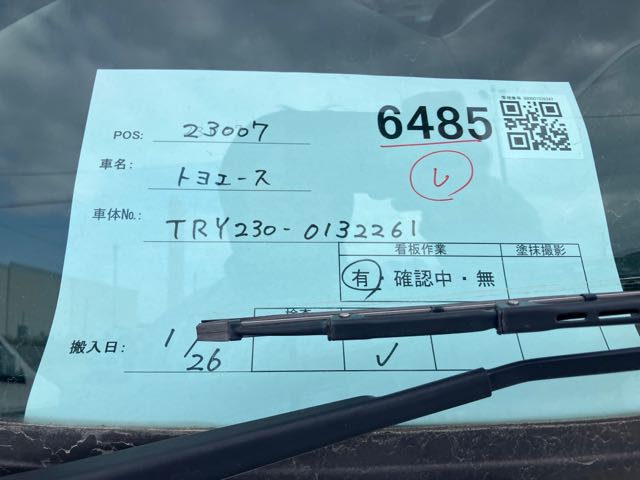 6485
POS: 23007
車名: トヨエース
レ
車体No.: TRY230-0132261
看板作業 塗抹撮影
有・確認中・無
搬入日: 1/26
✓